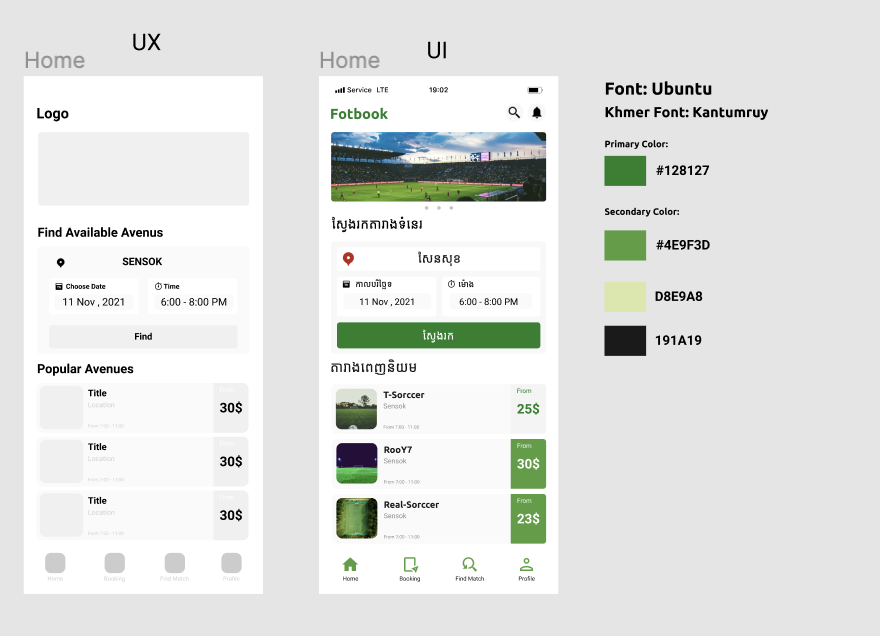 UX
Home
Logo
Find Available Avenus
SENSOK
Choose Date
Time
11 Nov , 2021
6:00 - 8:00 PM
Find
Popular Avenues
Title
Location
From 7:00 - 11:00
30$
Title
Location
From 7:00 - 11:00
30$
Title
Location
From 7:00 - 11:00
30$
Home
Booking
Find Match
Profile
UI
Home
Service LTE
19:02
Fotbook
ស្វែងរកតារាងទំនេរ
សែនសុខ
កាលបរិច្ឆែទ
ម៉ោង
11 Nov , 2021
6:00 - 8:00 PM
ស្វែងរក
តារាងពេញនិយម
T-Sorccer
Sensok
From 7:00 - 11:00
From
25$
RooY7
Sensok
From 7:00 - 11:00
From
30$
Real-Sorccer
Sensok
From 7:00 - 11:00
From
23$
Home
Booking
Find Match
Profile
Font: Ubuntu
Khmer Font: Kantumruy
Primary Color:
#128127
Secondary Color:
#4E9F3D
D8E9A8
191A19